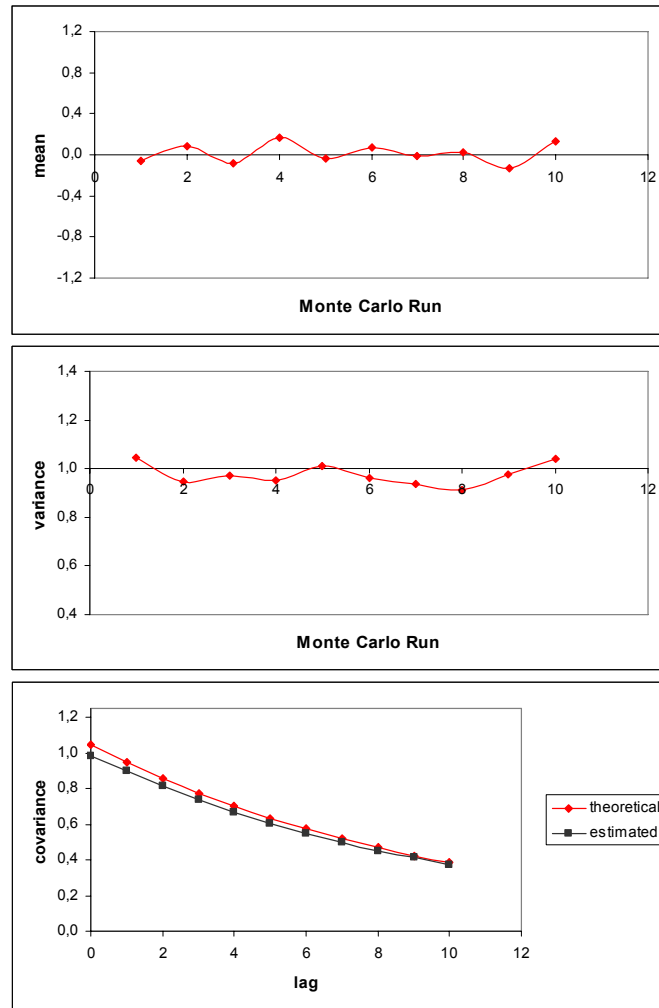 1,2
0,8
0,4
0,0
-0,4
-0,8
-1,2
mean
0 2 4 6 8 10 12
Monte Carlo Run
1,4
1,2
1,0
0,8
0,6
0,4
variance
0 2 4 6 8 10 12
Monte Carlo Run
1,2
1,0
0,8
0,6
0,4
0,2
0,0
covariance
0 2 4 6 8 10 12
lag
theoretical
estimated